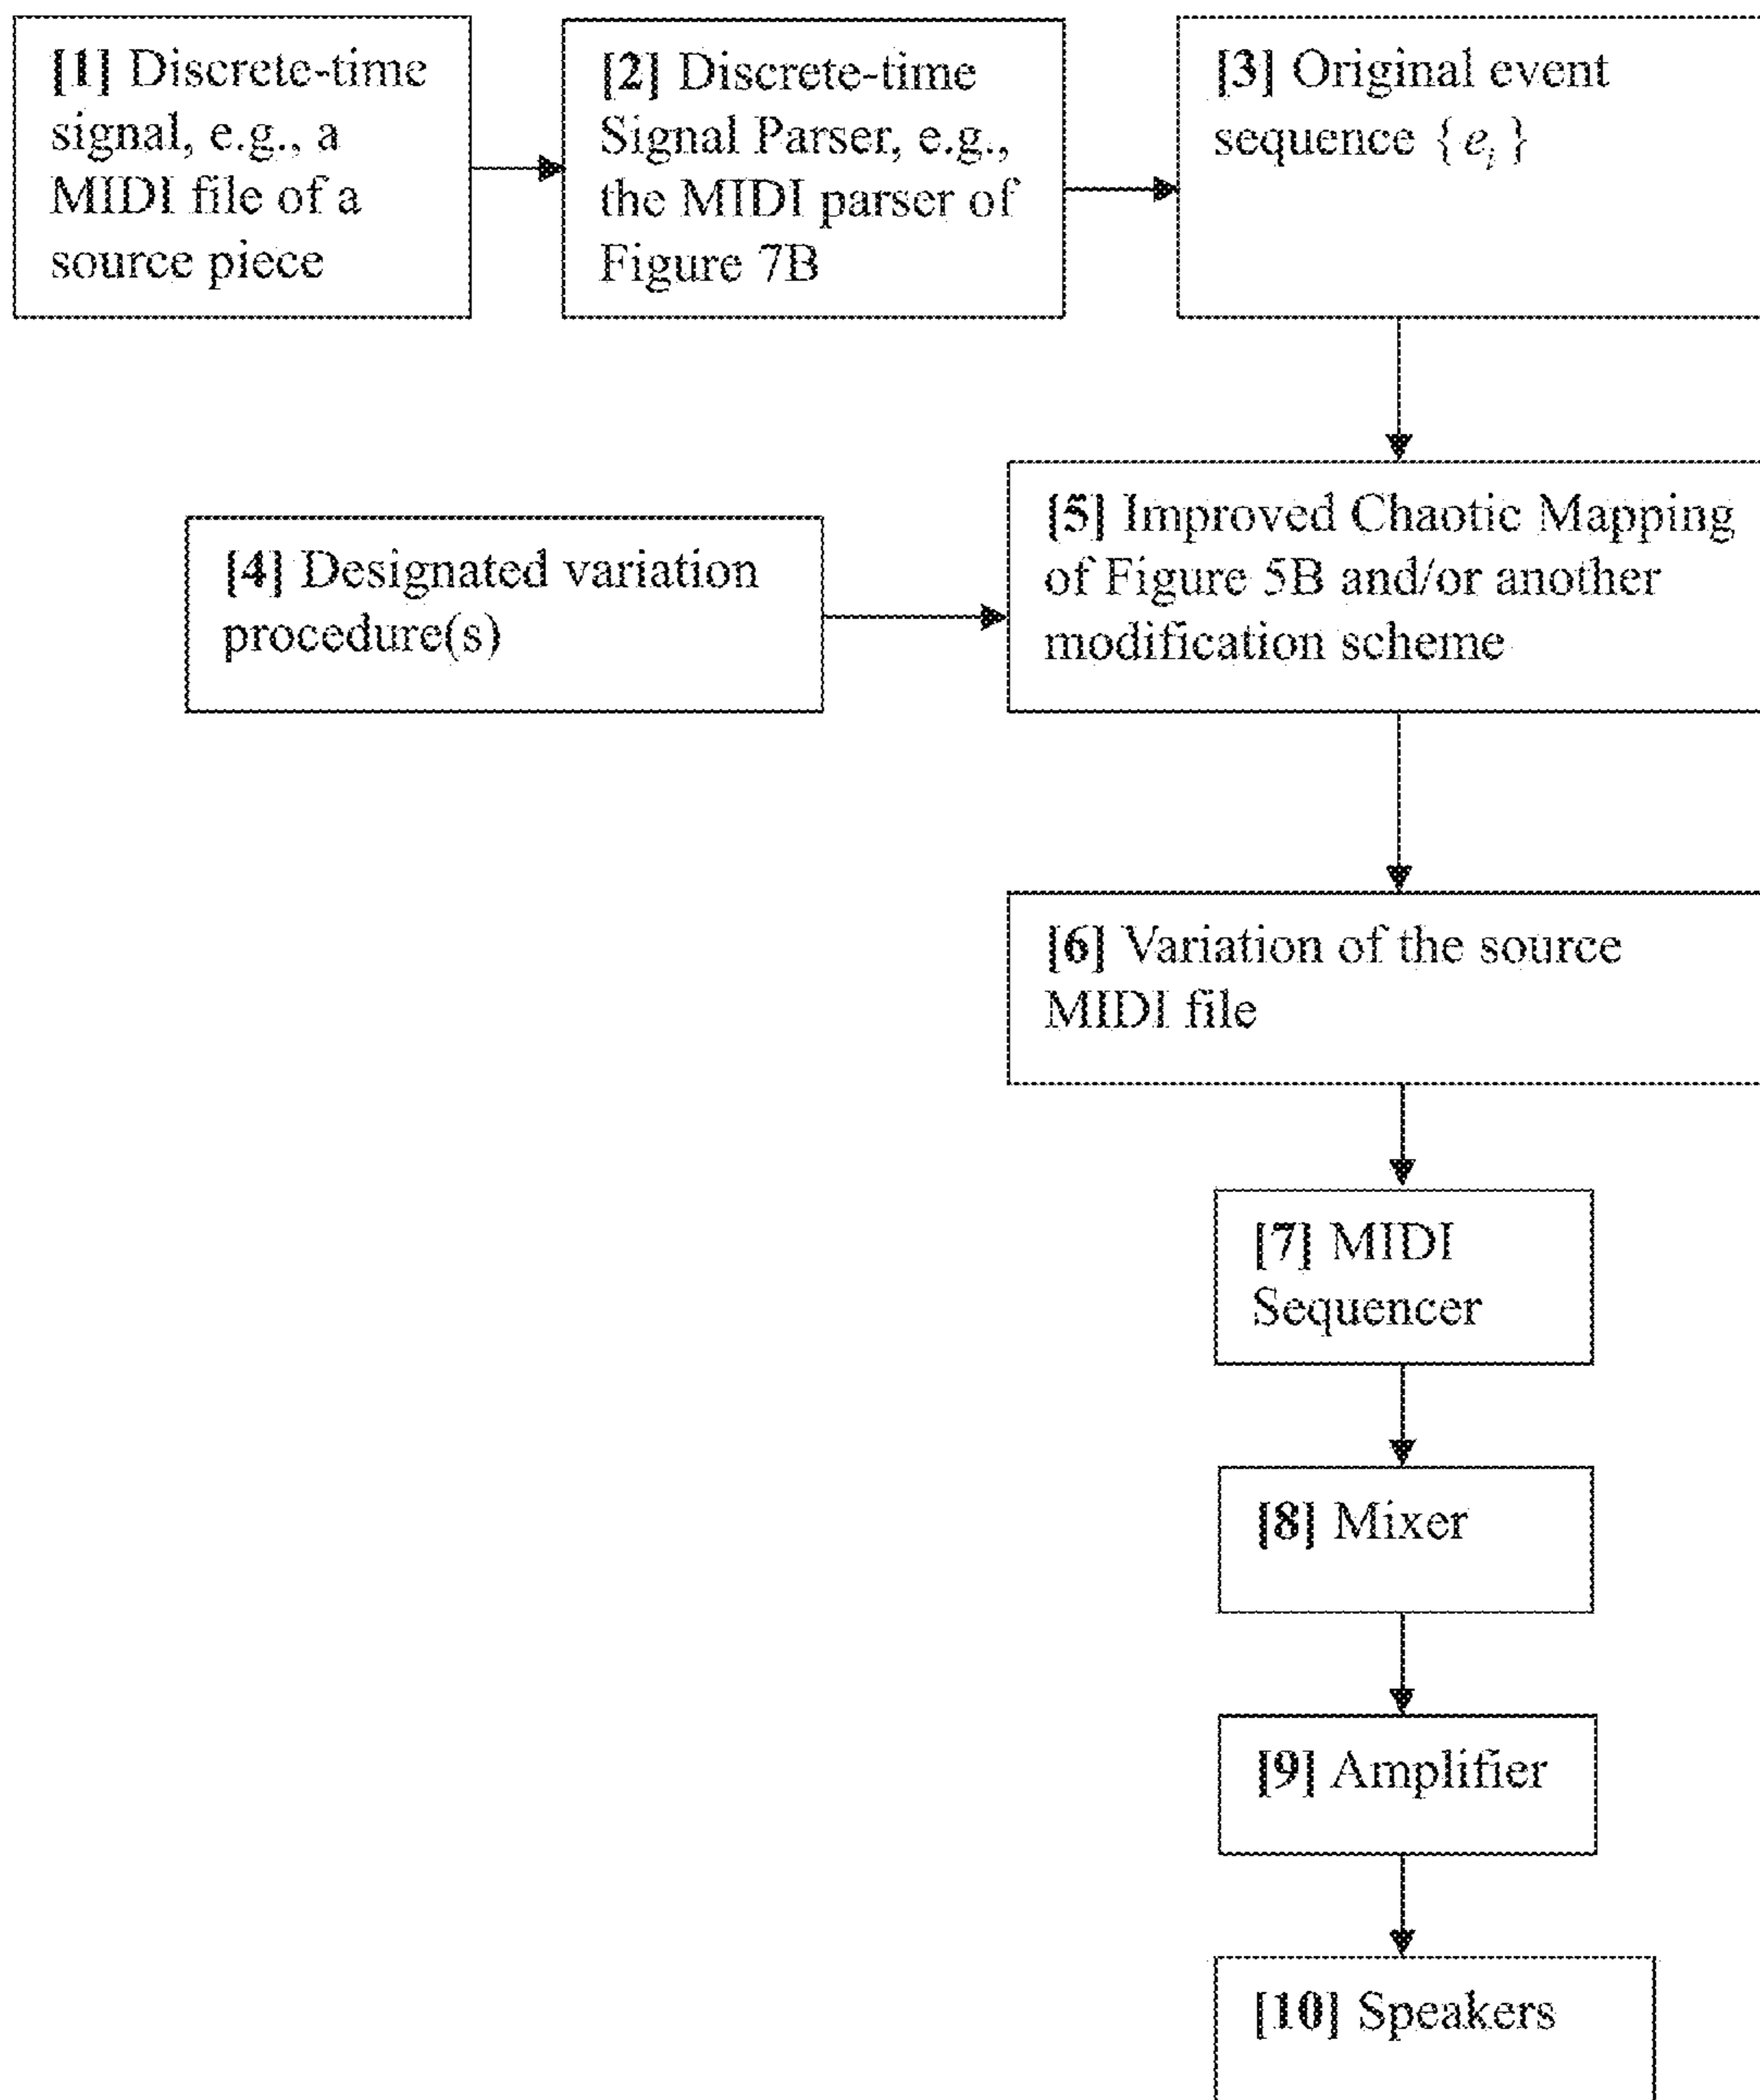 [1] Discrete-time
signal, e.g., a
MIDI file of a
source piece
[2] Discrete-time
Signal Parser, e.g.,
the MIDI parser of
Figure 7B
[3] Original event
sequence { e_i }
[4] Designated variation
procedure(s)
[5] Improved Chaotic Mapping
of Figure 5B and/or another
modification scheme
[6] Variation of the source
MIDI file
[7] MIDI
Sequencer
[8] Mixer
[9] Amplifier
[10] Speakers